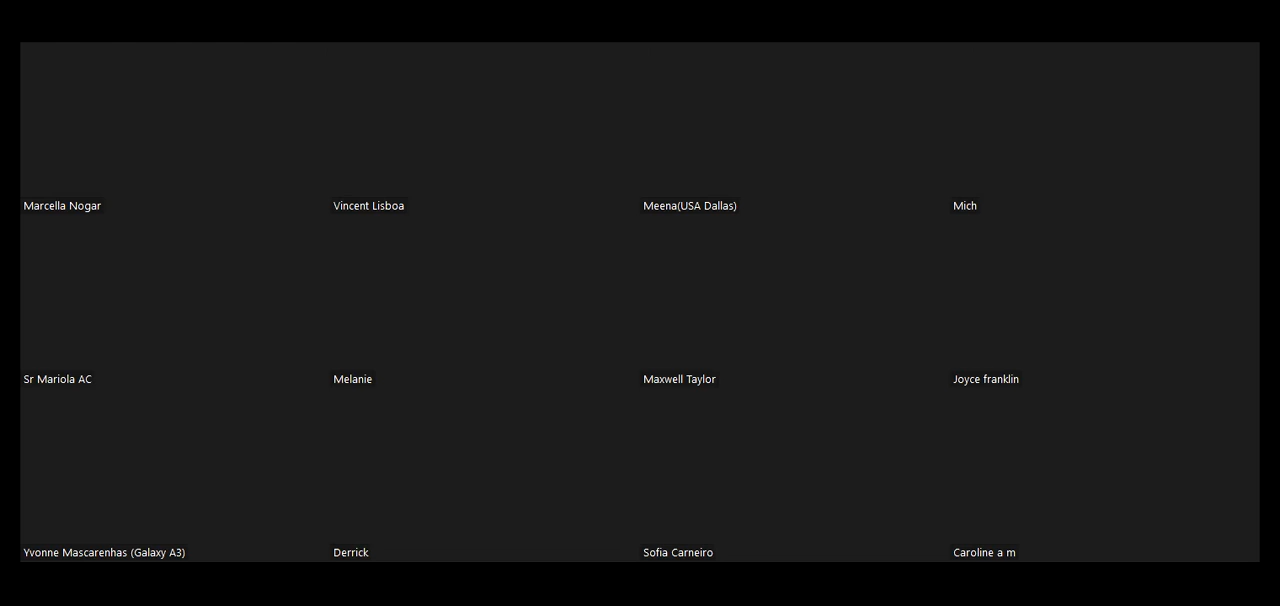 Marcella Nogar
Vincent Lisboa
Meena(USA Dallas)
Mich
Sr Mariola AC
Melanie
Maxwell Taylor
Joyce franklin
Yvonne Mascarenhas (Galaxy A3)
Derrick
Sofia Carneiro
Caroline a m